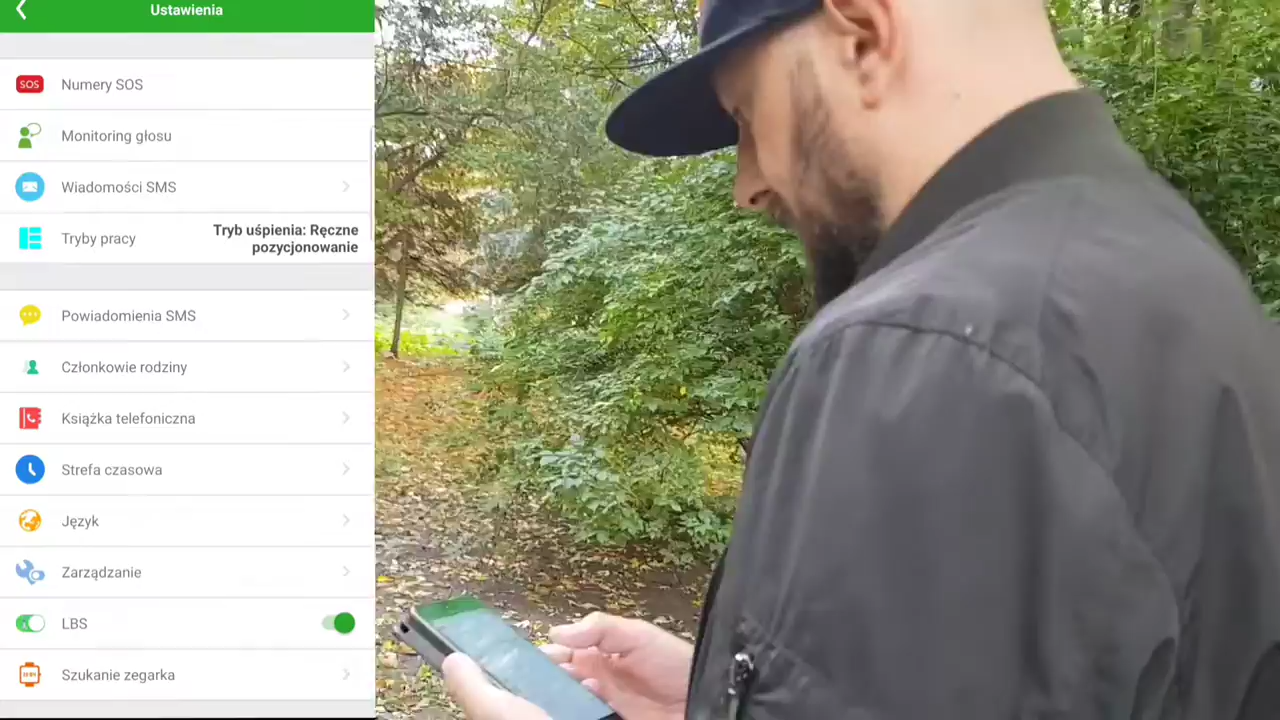 Ustawienia
SOS
Numery SOS
Monitoring głosu
Wiadomości SMS
Tryby pracy
Tryb uśpienia: Ręczne
pozycjonowanie
Powiadomienia SMS
Członkowie rodziny
Książka telefoniczna
Strefa czasowa
Język
Zarządzanie
LBS
Szukanie zegarka